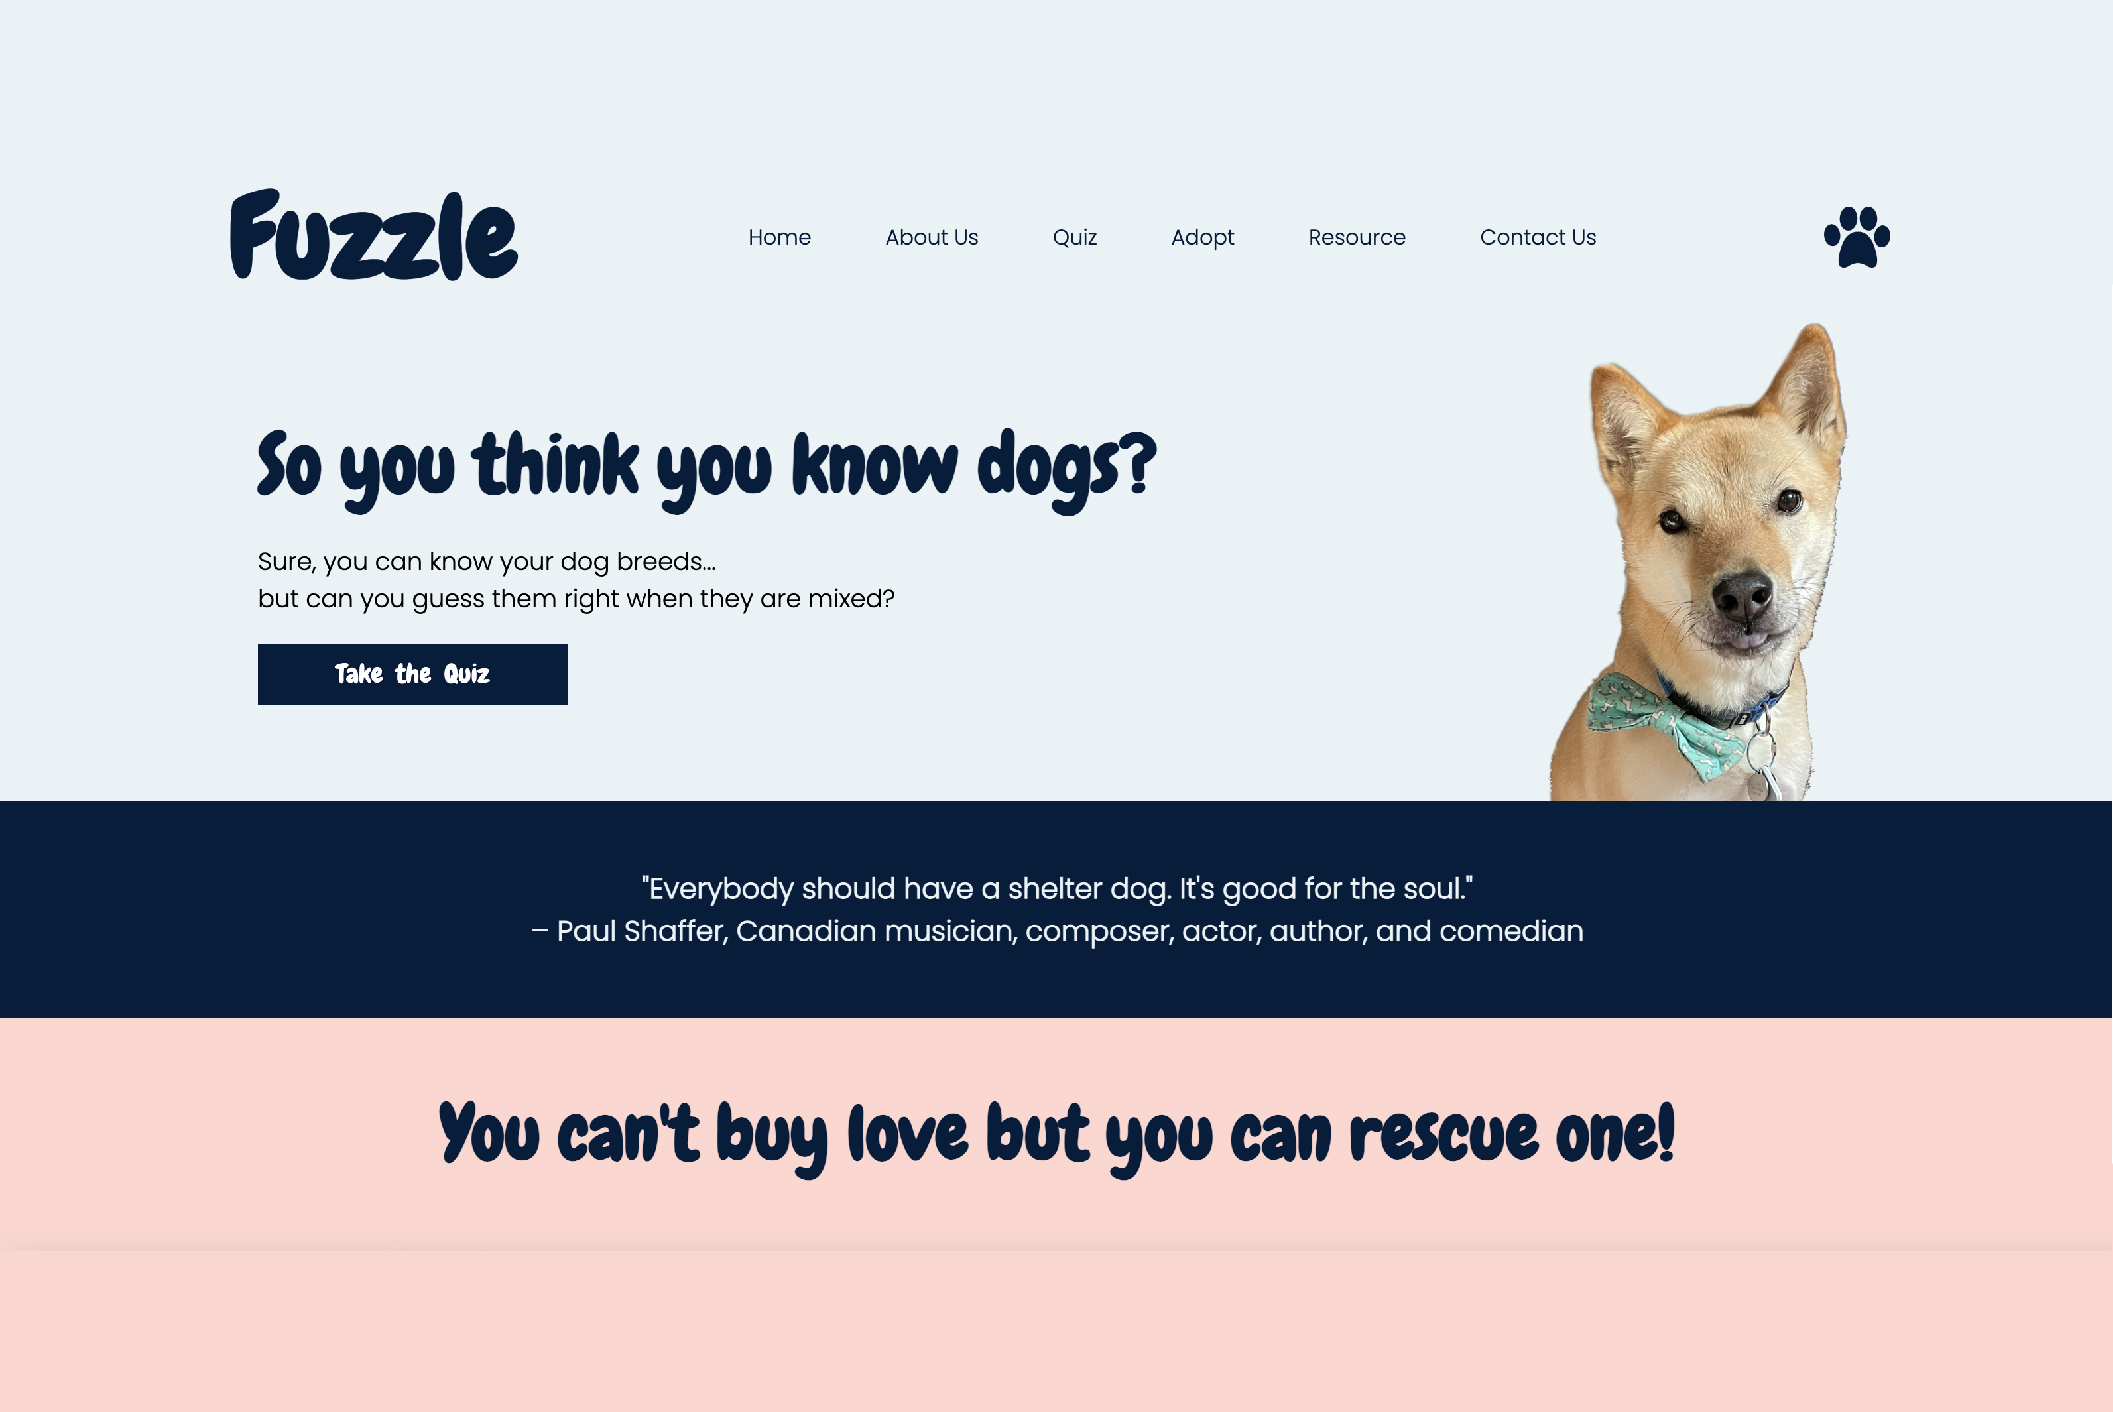 Fuzzle
Home About Us Quiz Adopt Resource Contact Us
So you think you know dogs?
Sure, you can know your dog breeds...
but can you guess them right when they are mixed?
Take the Quiz
"Everybody should have a shelter dog. It's good for the soul."
– Paul Shaffer, Canadian musician, composer, actor, author, and comedian
You can't buy love but you can rescue one!